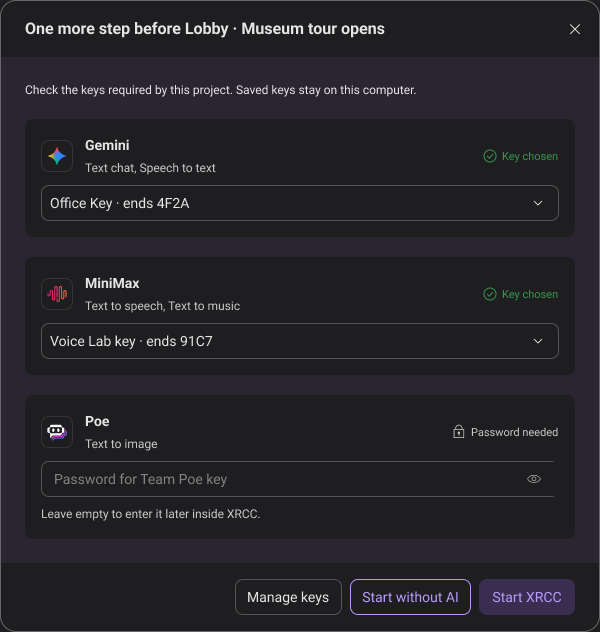 One more step before Lobby · Museum tour opens
Check the keys required by this project. Saved keys stay on this computer.
Gemini
Text chat, Speech to text
Key chosen
Office Key · ends 4F2A
MiniMax
Text to speech, Text to music
Key chosen
Voice Lab key · ends 91C7
Poe
Text to image
Password needed
Password for Team Poe key
Leave empty to enter it later inside XRCC.
Manage keys
Start without AI
Start XRCC